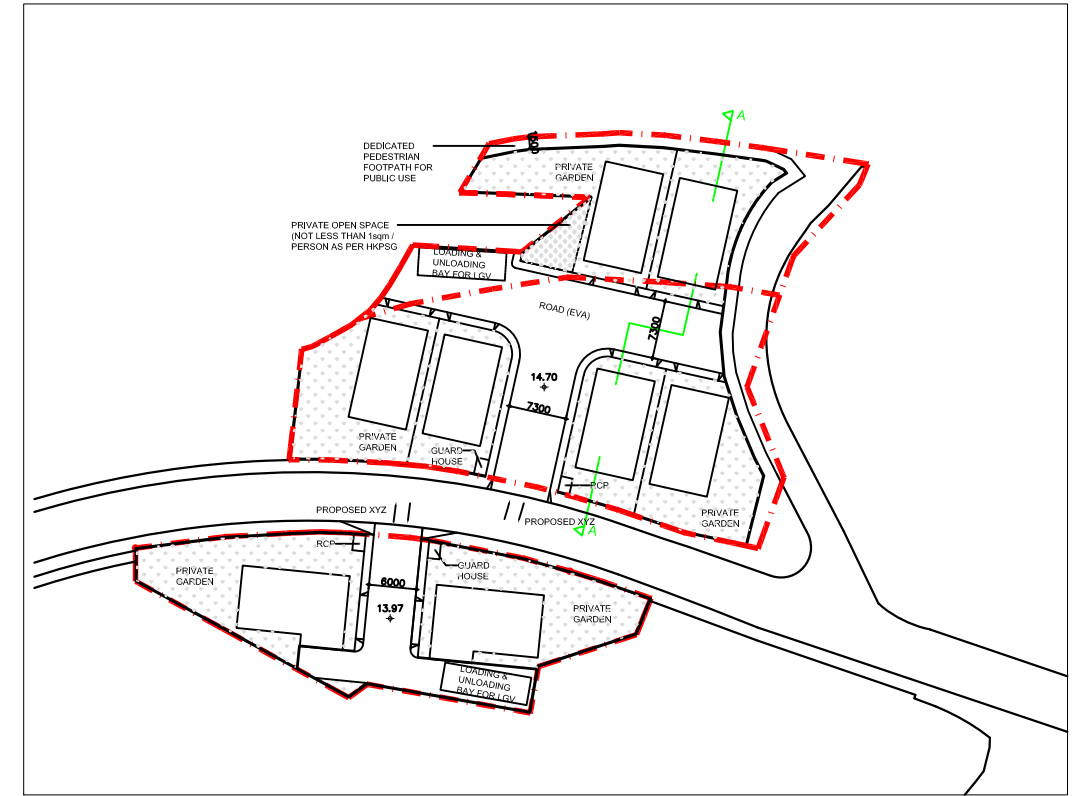 A
1500
DEDICATED
PEDESTRIAN
FOOTPATH FOR
PUBLIC USE
PRIVATE
GARDEN
PRIVATE OPEN SPACE
(NOT LESS THAN 1sqm /
PERSON AS PER HKPSG
LOADING &
UNLOADING
BAY FOR LGV
ROAD (EVA)
7300
14.70
7300
PRIVATE
GARDEN
GUARD
HOUSE
RCP
PRIVATE
GARDEN
PROPOSED XYZ
PROPOSED XYZ
A
RCP
PRIVATE
GARDEN
GUARD
HOUSE
6000
13.97
PRIVATE
GARDEN
LOADING &
UNLOADING
BAY FOR LGV